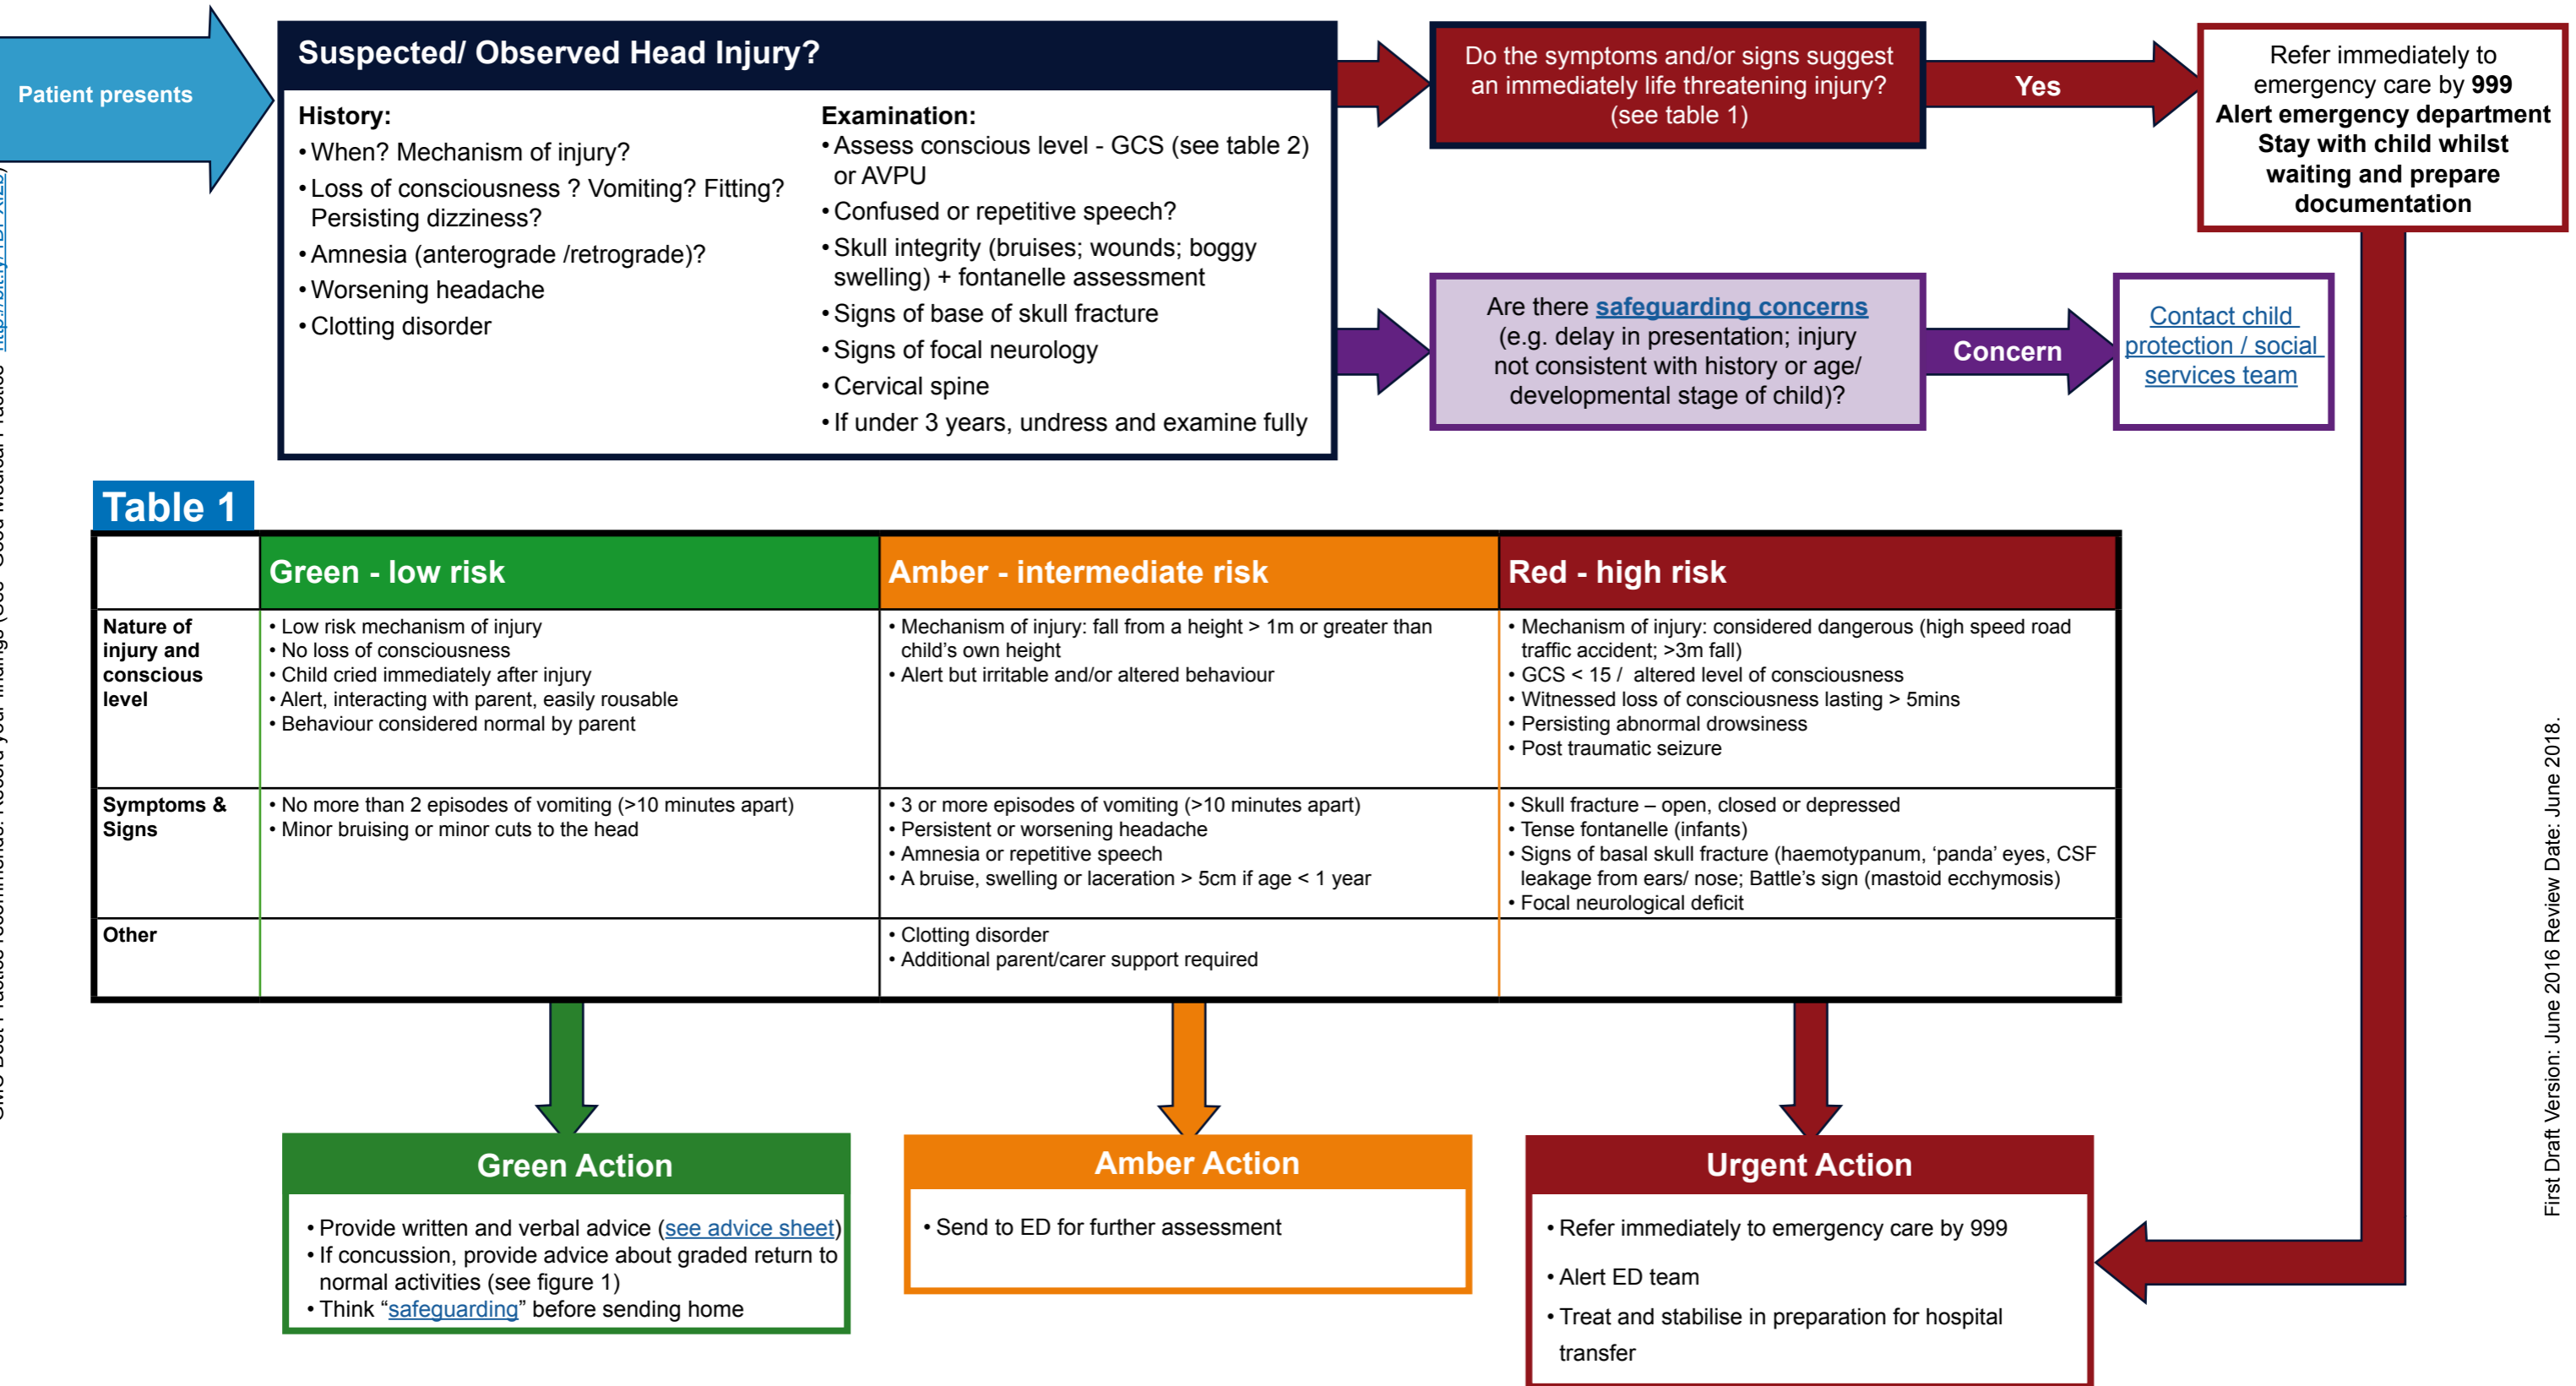 Patient presents
Suspected/ Observed Head Injury?
History:
• When? Mechanism of injury?
• Loss of consciousness ? Vomiting? Fitting?
Persisting dizziness?
• Amnesia (anterograde /retrograde)?
• Worsening headache
• Clotting disorder
Examination:
• Assess conscious level - GCS (see table 2)
or AVPU
• Confused or repetitive speech?
• Skull integrity (bruises; wounds; boggy
swelling) + fontanelle assessment
• Signs of base of skull fracture
• Signs of focal neurology
• Cervical spine
• If under 3 years, undress and examine fully
Do the symptoms and/or signs suggest
an immediately life threatening injury?
(see table 1)
Yes
Refer immediately to
emergency care by 999
Alert emergency department
Stay with child whilst
waiting and prepare
documentation
Are there safeguarding concerns
(e.g. delay in presentation; injury
not consistent with history or age/
developmental stage of child)?
Concern
Contact child
protection / social
services team
Table 1
Green - low risk
Amber - intermediate risk
Red - high risk
Nature of
injury and
conscious
level
• Low risk mechanism of injury
• No loss of consciousness
• Child cried immediately after injury
• Alert, interacting with parent, easily rousable
• Behaviour considered normal by parent
• Mechanism of injury: fall from a height > 1m or greater than
child's own height
• Alert but irritable and/or altered behaviour
• Mechanism of injury: considered dangerous (high speed road
traffic accident; >3m fall)
• GCS < 15 / altered level of consciousness
• Witnessed loss of consciousness lasting > 5mins
• Persisting abnormal drowsiness
• Post traumatic seizure
Symptoms &
Signs
• No more than 2 episodes of vomiting (>10 minutes apart)
• Minor bruising or minor cuts to the head
• 3 or more episodes of vomiting (>10 minutes apart)
• Persistent or worsening headache
• Amnesia or repetitive speech
• A bruise, swelling or laceration > 5cm if age < 1 year
• Skull fracture – open, closed or depressed
• Tense fontanelle (infants)
• Signs of basal skull fracture (haemotypanum, ‘panda’ eyes, CSF
leakage from ears/ nose; Battle's sign (mastoid ecchymosis)
• Focal neurological deficit
Other
• Clotting disorder
• Additional parent/carer support required
Green Action
• Provide written and verbal advice (see advice sheet)
• If concussion, provide advice about graded return to
normal activities (see figure 1)
• Think “safeguarding” before sending home
Amber Action
• Send to ED for further assessment
Urgent Action
• Refer immediately to emergency care by 999
• Alert ED team
• Treat and stabilise in preparation for hospital
transfer
First Draft Version: June 2016 Review Date: June 2018.